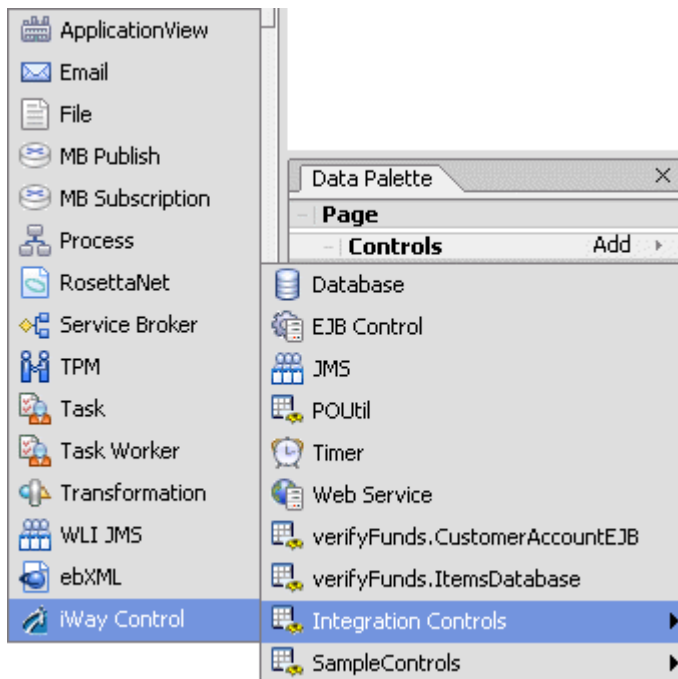 ApplicationView
Email
File
MB Publish
MB Subscription
Process
RosettaNet
Service Broker
TPM
Task
Task Worker
Transformation
WLI JMS
ebXML
iWay Control
Data Palette
Page
Controls Add
Database
EJB Control
JMS
POUtil
Timer
Web Service
verifyFunds.CustomerAccountEJB
verifyFunds.ItemsDatabase
Integration Controls
SampleControls